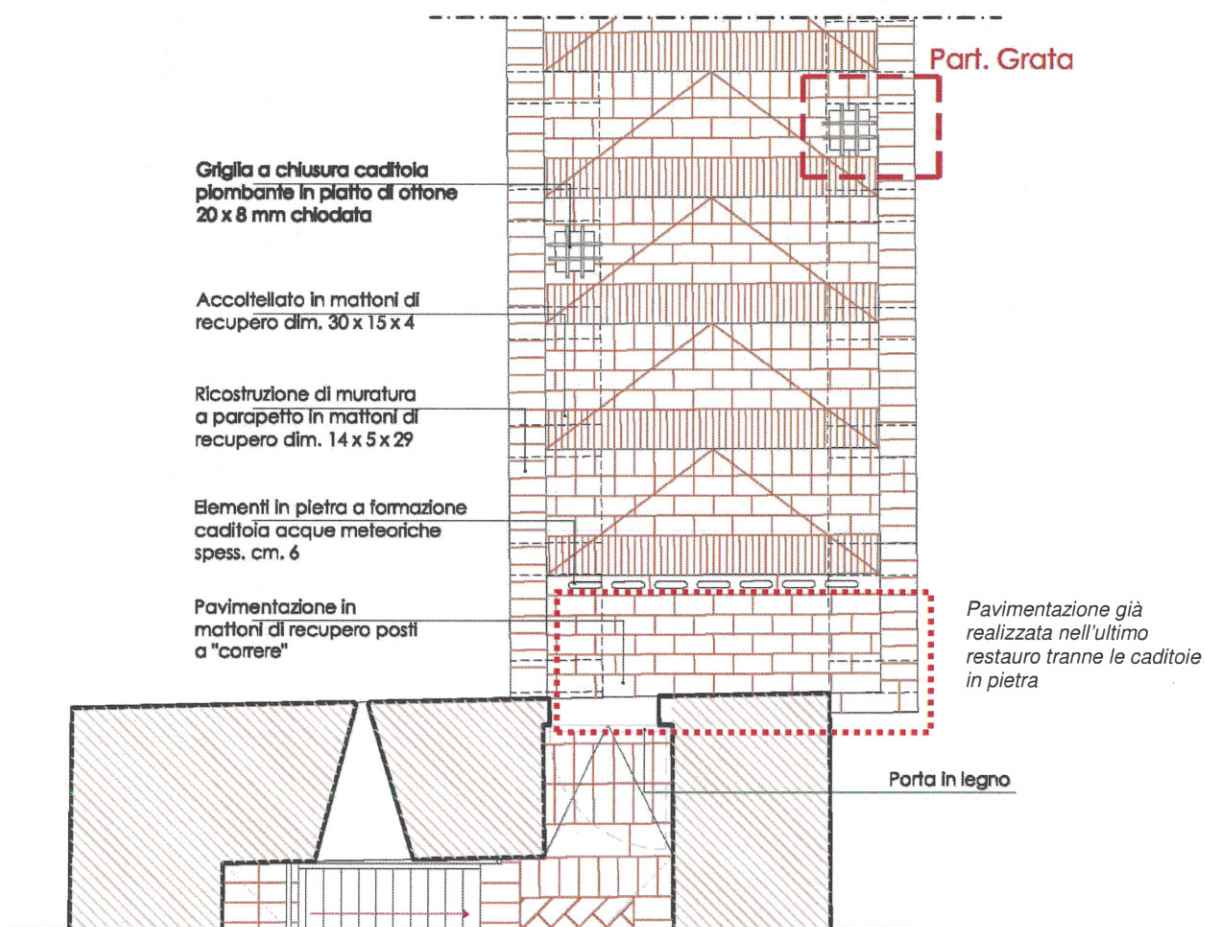 Part. Grata
Griglia a chiusura caditoia
piombante in piatto di ottone
20 x 8 mm chiodata
Accoltellato in mattoni di
recupero dim. 30 x 15 x 4
Ricostruzione di muratura
a parapetto in mattoni di
recupero dim. 14 x 5 x 29
Elementi in pietra a formazione
caditoia acque meteoriche
spess. cm. 6
Pavimentazione in
mattoni di recupero posti
a "correre"
Pavimentazione già
realizzata nell'ultimo
restauro tranne le caditoie
in pietra
Porta in legno